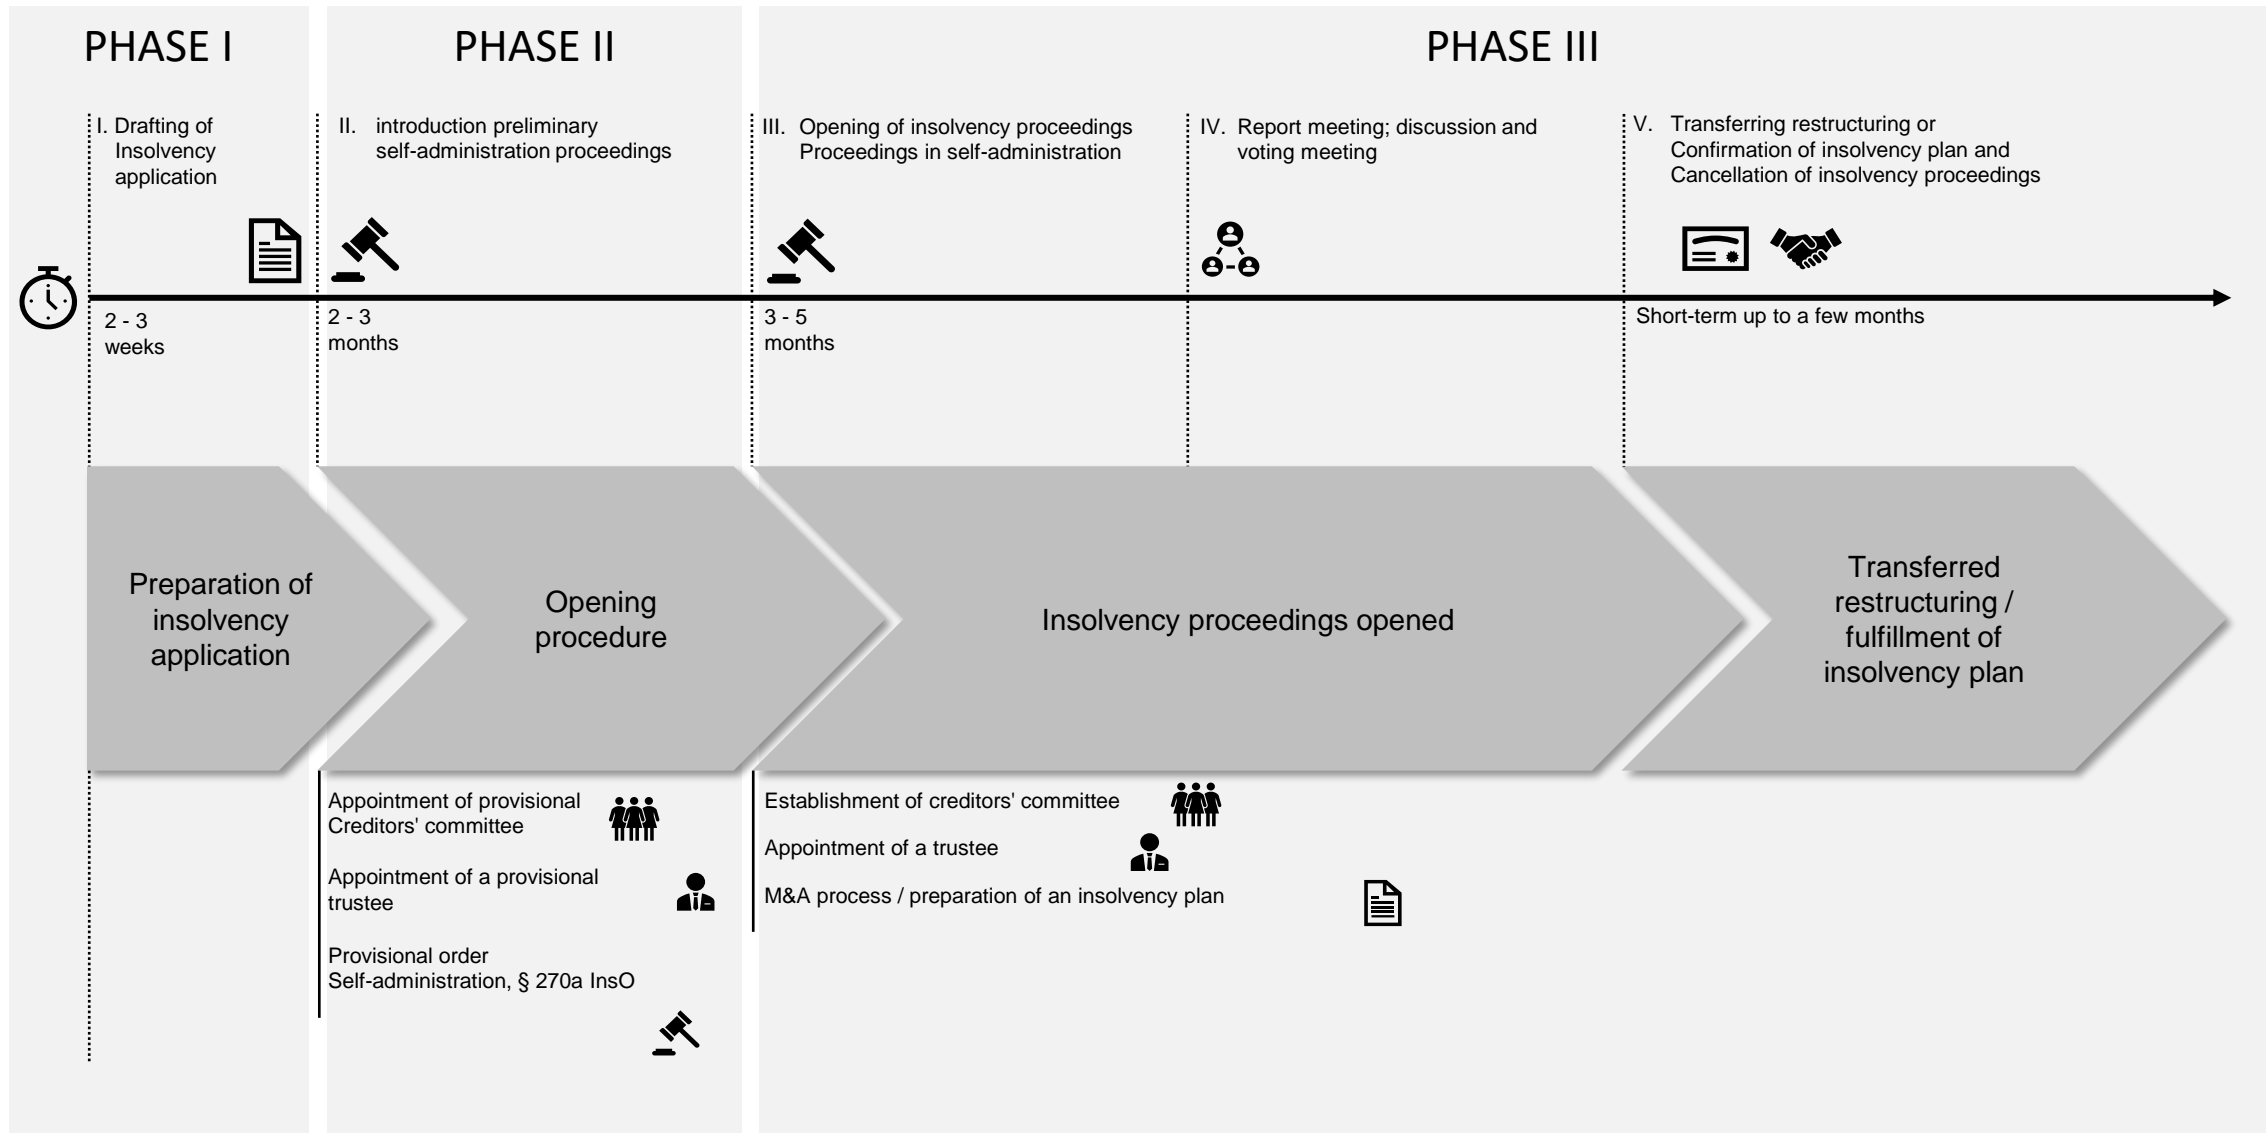 PHASE I
PHASE II
PHASE III
I. Drafting of
Insolvency
application
II. introduction preliminary
self-administration proceedings
III. Opening of insolvency proceedings
Proceedings in self-administration
IV. Report meeting; discussion and
voting meeting
V. Transferring restructuring or
Confirmation of insolvency plan and
Cancellation of insolvency proceedings
2 - 3
weeks
2 - 3
months
3 - 5
months
Short-term up to a few months
Preparation of
insolvency
application
Opening
procedure
Insolvency proceedings opened
Transferred
restructuring /
fulfillment of
insolvency plan
Appointment of provisional
Creditors' committee
Appointment of a provisional
trustee
Provisional order
Self-administration, § 270a InsO
Establishment of creditors' committee
Appointment of a trustee
M&A process / preparation of an insolvency plan